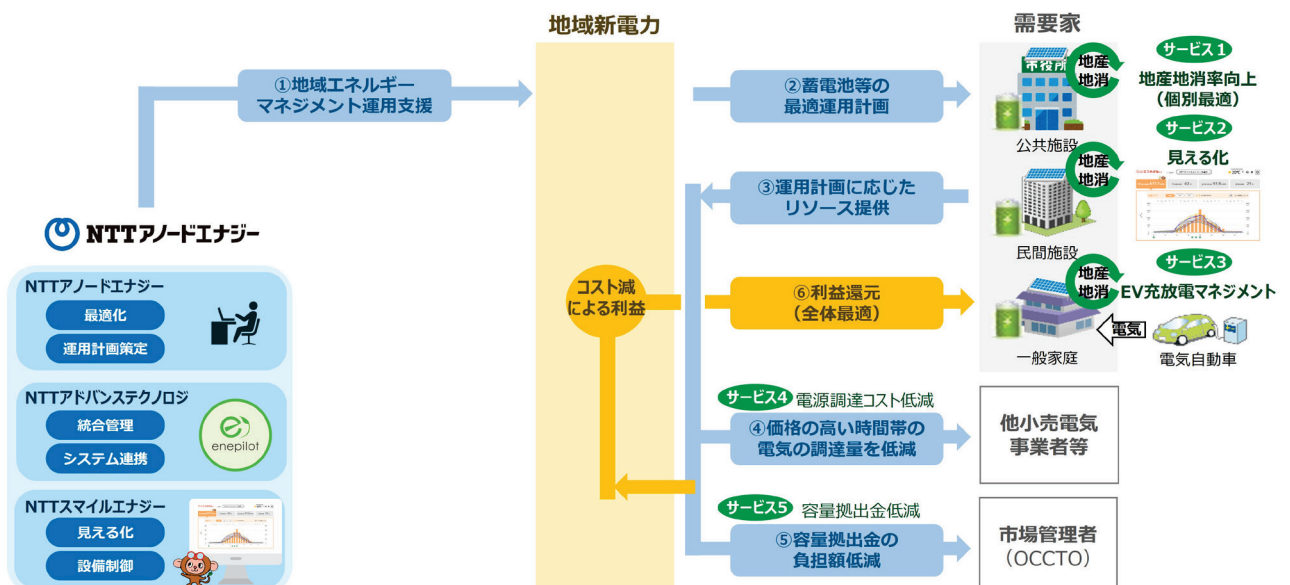 地域新電力
需要家
①地域エネルギー
マネジメント運用支援
②蓄電池等の
最適運用計画
市役所
公共施設
地産
地消
サービス1
地産地消率向上
（個別最適）
サービス2
見える化
③運用計画に応じた
リソース提供
民間施設
地産
地消
NTTアノードエナジー
NTTアノードエナジー
最適化
運用計画策定
NTTアドバンステクノロジ
統合管理
システム連携
enepilot
NTTスマイルエナジー
見える化
設備制御
コスト減
による利益
⑥利益還元
（全体最適）
一般家庭
地産
地消
サービス3
EV充放電マネジメント
電気
電気自動車
サービス4 電源調達コスト低減
④価格の高い時間帯の
電気の調達量を低減
他小売電気
事業者等
サービス5 容量拠出金低減
⑤容量拠出金の
負担額低減
市場管理者
（OCCTO）